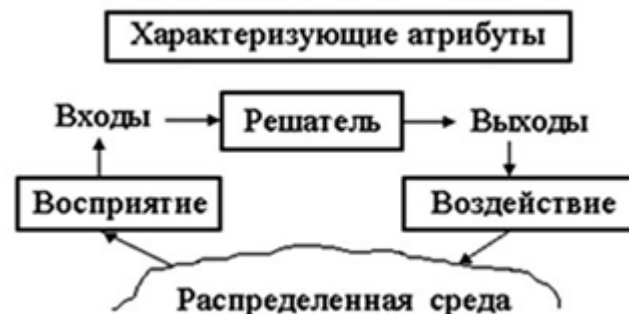 Характеризующие атрибуты
Входы Решатель Выходы
Восприятие Воздействие
Распределенная среда